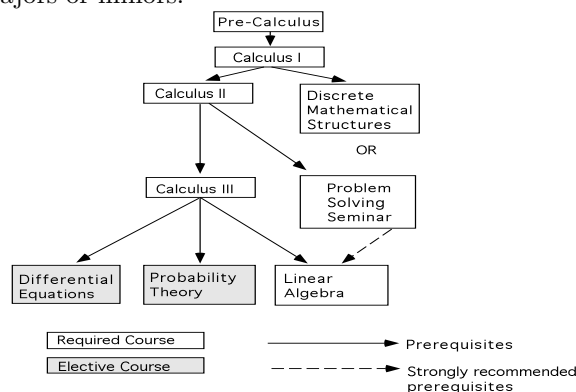 ajors or minors.
Pre-Calculus
Calculus I
Calculus II
Discrete
Mathematical
Structures
OR
Calculus III
Problem
Solving
Seminar
Differential
Equations
Probability
Theory
Linear
Algebra
Required Course
Prerequisites
Elective Course
Strongly recommended
prerequisites